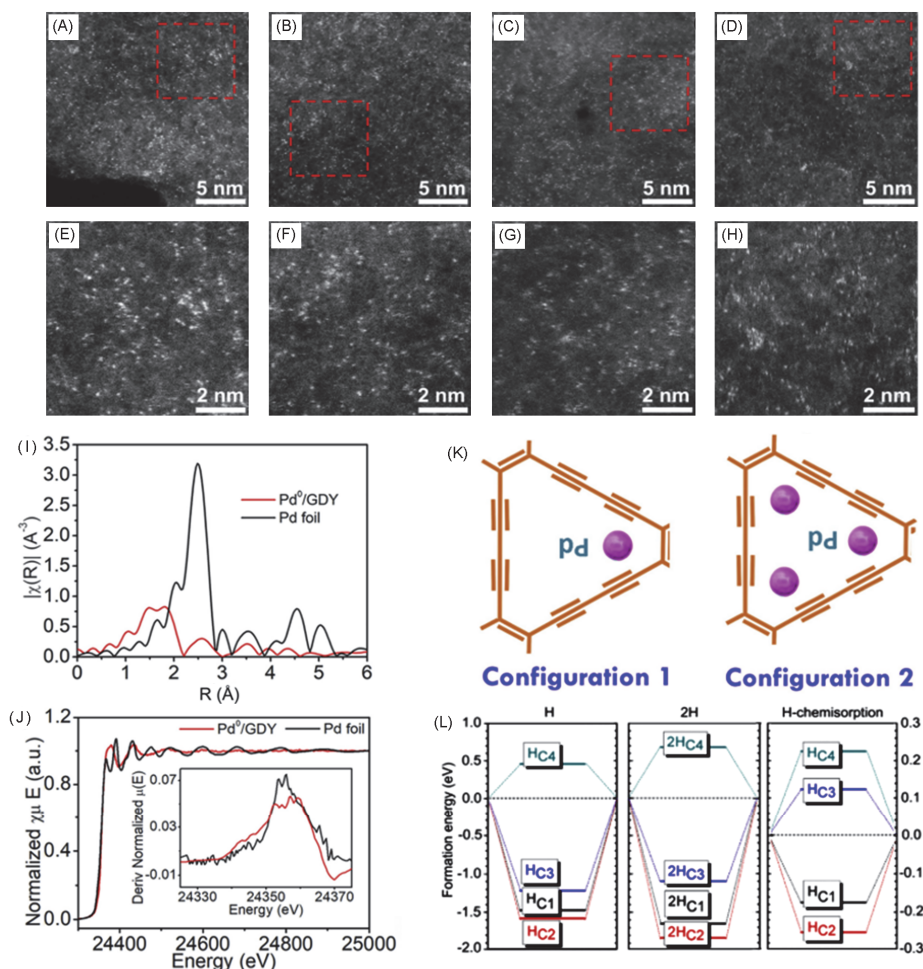 (A)
(B)
(C)
(D)
5 nm
5 nm
5 nm
5 nm
(E)
(F)
(G)
(H)
2 nm
2 nm
2 nm
2 nm
(I)
3.5
3.0
2.5
2.0
1.5
1.0
0.5
0.0
|χ(R)| (A⁻³)
Pd⁰/GDY
Pd foil
0 1 2 3 4 5 6
R (Å)
(K)
Pd
Pd
Configuration 1
Configuration 2
(J)
1.2
0.9
0.6
0.3
0.0
Normalized χμ E (a.u.)
Pd⁰/GDY
Pd foil
0.07
0.03
-0.01
Deriv Normalized μ(E)
24325 24350 24375
Energy (eV)
24400 24600 24800 25000
Energy (eV)
(L)
H
2H
H-chemisorption
Formation energy (eV)
1.0
0.5
0.0
-0.5
-1.0
-1.5
-2.0
HC4
HC3
HC1
HC2
2HC4
2HC3
2HC1
2HC2
HC4
HC3
HC1
HC2
0.3
0.2
0.1
0.0
-0.1
-0.2
-0.3